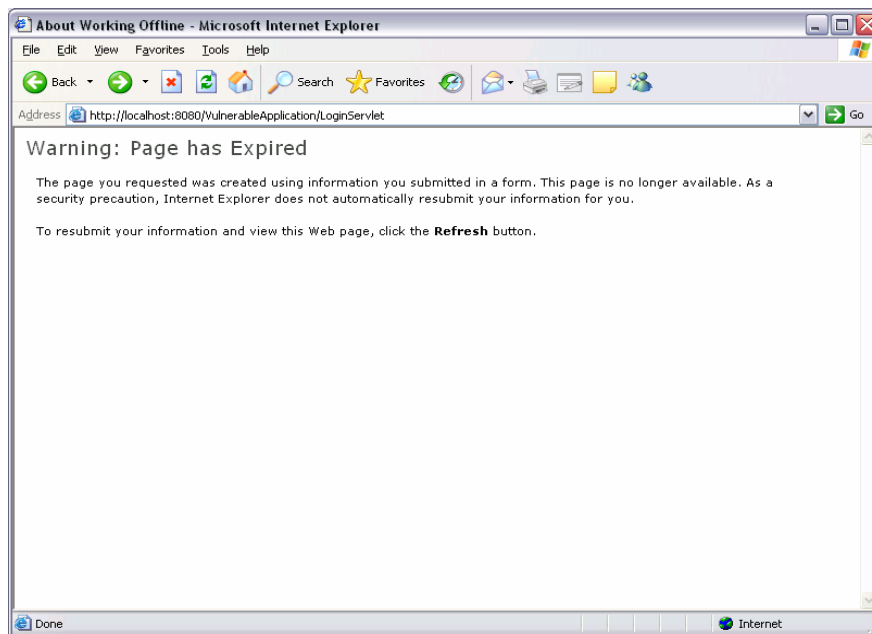 About Working Offline - Microsoft Internet Explorer
File Edit View Favorites Tools Help
Back Search Favorites
Address http://localhost:8080/VulnerableApplication/LoginServlet Go
Warning: Page has Expired
The page you requested was created using information you submitted in a form. This page is no longer available. As a
security precaution, Internet Explorer does not automatically resubmit your information for you.
To resubmit your information and view this Web page, click the Refresh button.
Done Internet